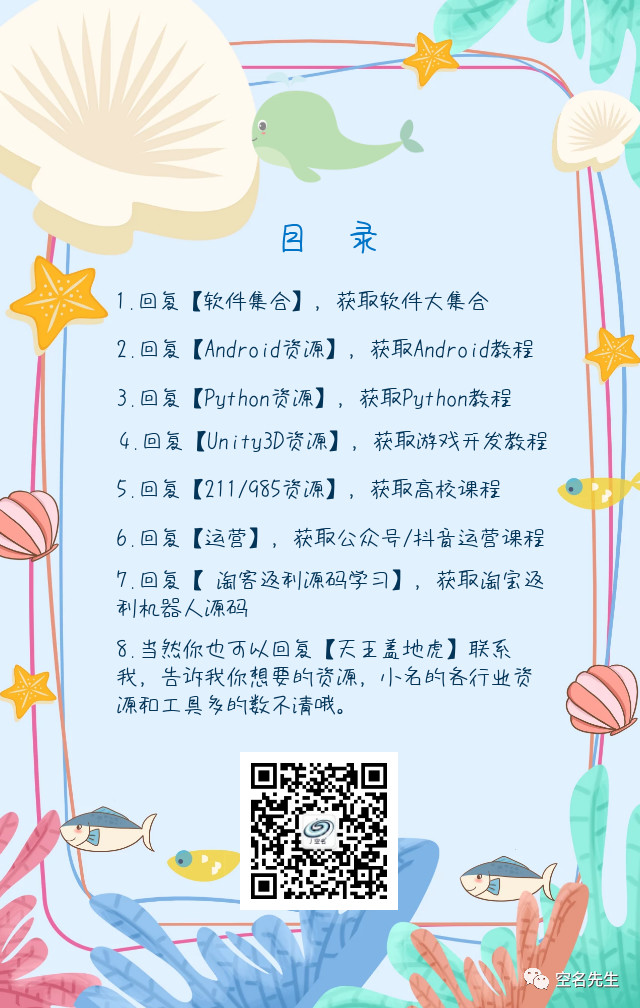 目 录
1.回复【软件集合】，获取软件大集合
2.回复【Android资源】，获取Android教程
3.回复【Python资源】，获取Python教程
4.回复【Unity3D资源】，获取游戏开发教程
5.回复【211/985资源】，获取高校课程
6.回复【运营】，获取公众号/抖音运营课程
7.回复【 淘客返利源码学习】，获取淘宝返
利机器人源码
8.当然你也可以回复【天王盖地虎】联系
我，告诉我你想要的资源，小名的各行业资
源和工具多的数不请哦。
空名
空名先生